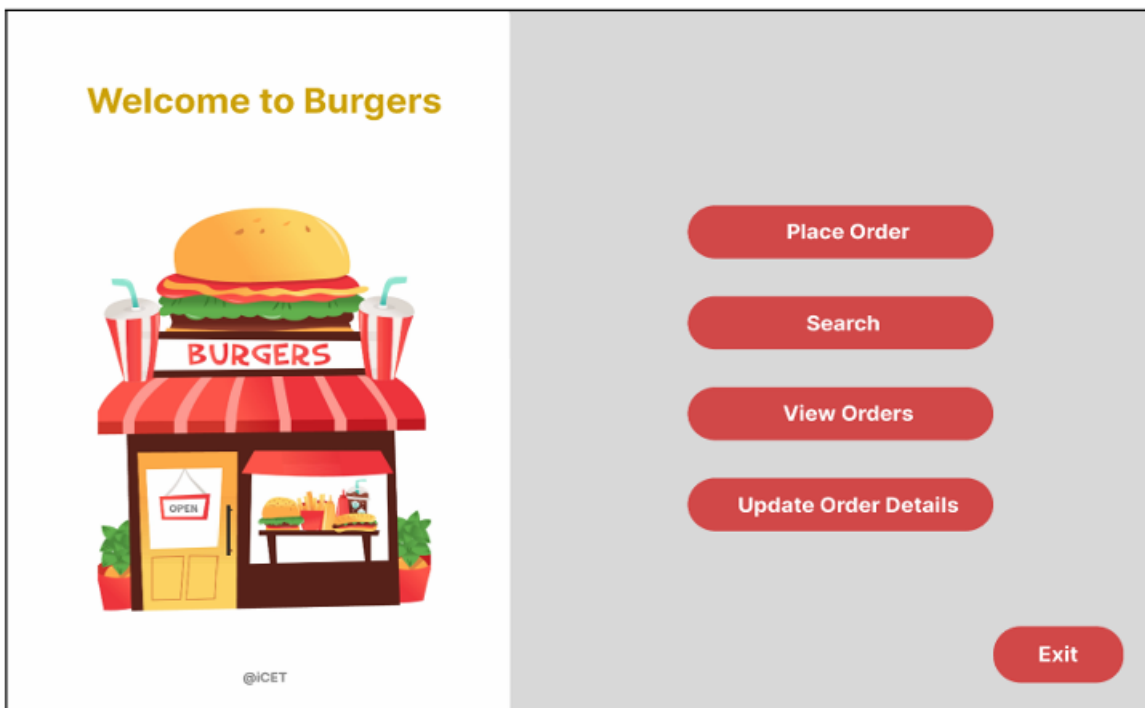 Welcome to Burgers
BURGERS
OPEN
@iCET
Place Order
Search
View Orders
Update Order Details
Exit